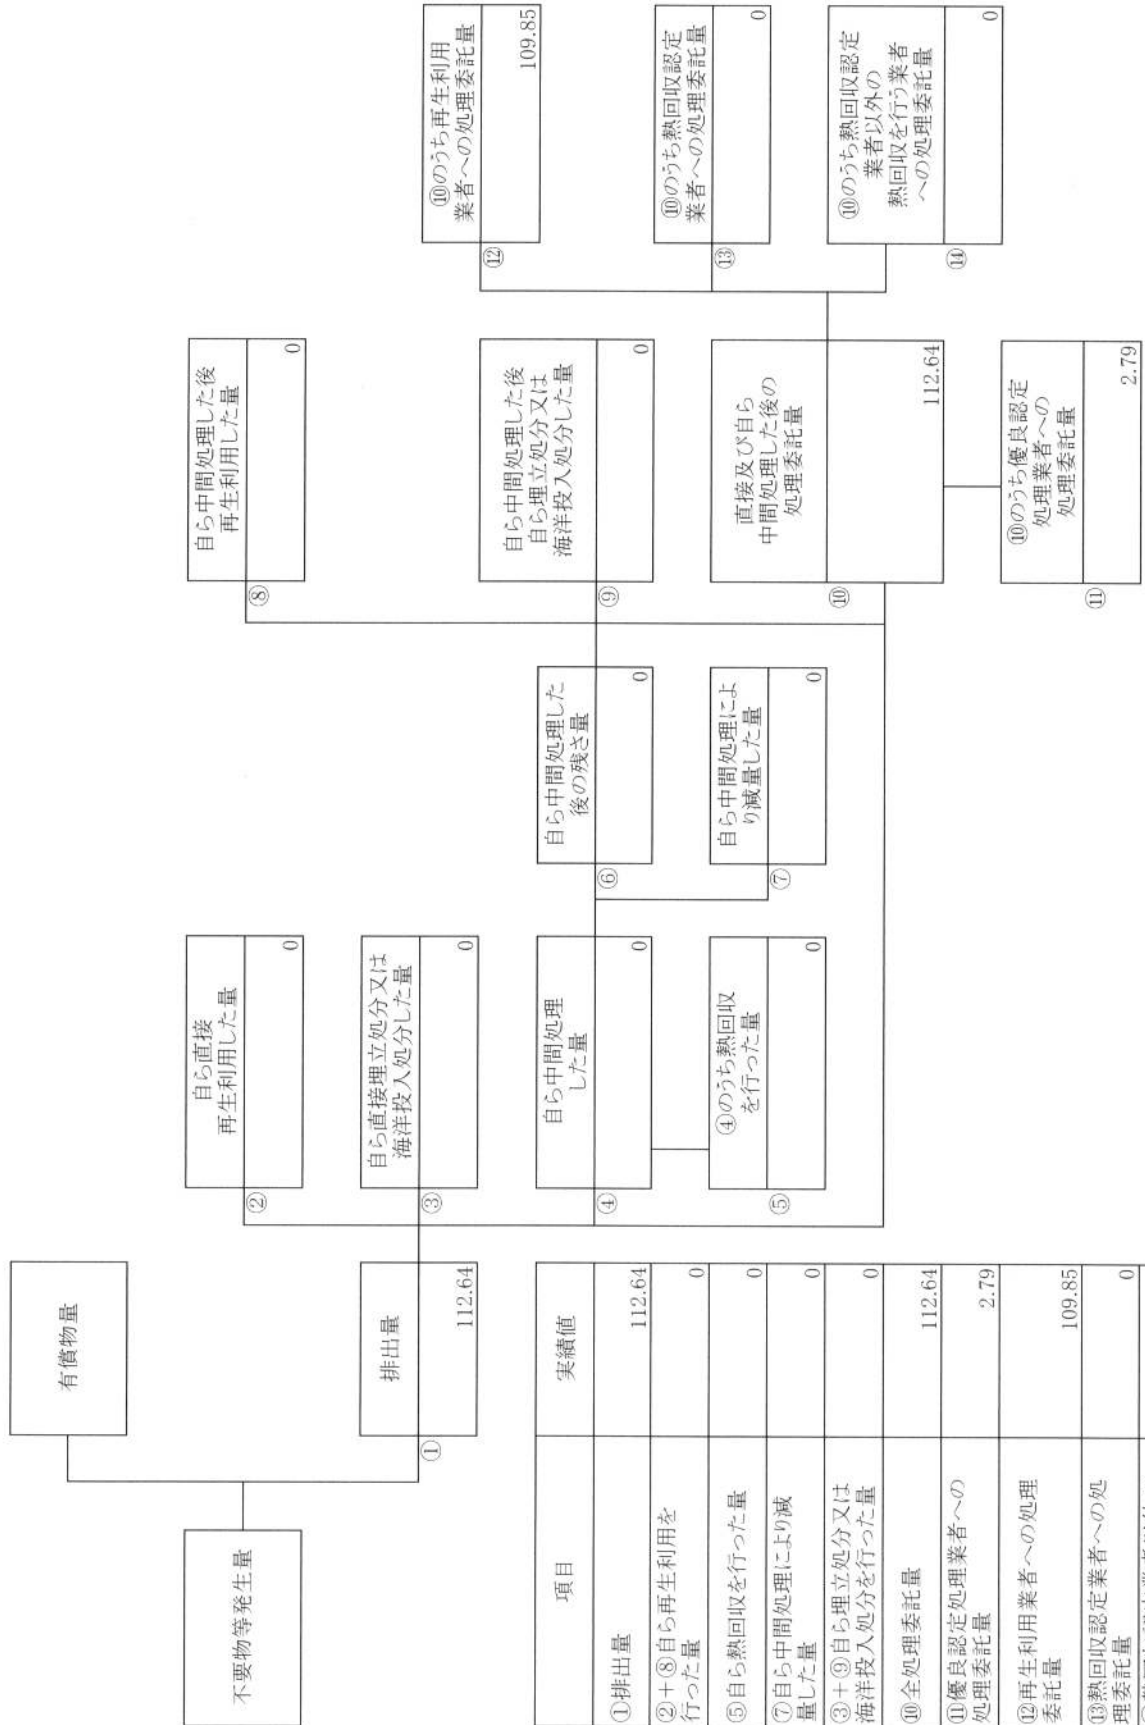 不要物等発生量
有償物量
排出量
①
112.64
自ら直接
再生利用した量
②
0
自ら直接埋立処分又は
海洋投入処分した量
③
0
自ら中間処理
した量
④
0
④のうち熱回収
を行った量
⑤
0
自ら中間処理した
後の残さ量
⑥
0
自ら中間処理によ
り減量した量
⑦
0
自ら中間処理した後
再生利用した量
⑧
0
自ら中間処理した後
自ら埋立処分又は
海洋投入処分した量
⑨
0
直接及び自ら
中間処理した後の
処理委託量
⑩
112.64
⑩のうち優良認定
処理業者への
処理委託量
⑪
2.79
⑩のうち再生利用
業者への処理委託量
⑫
109.85
⑩のうち熱回収認定
業者への処理委託量
⑬
0
⑩のうち熱回収認定
業者以外の
熱回収を行う業者
への処理委託量
⑭
0
項目 実績値
①排出量 112.64
②+⑧自ら再生利用を
行った量 0
⑤自ら熱回収を行った量 0
⑦自ら中間処理により減
量した量 0
③+⑨自ら埋立処分又は
海洋投入処分を行った量 0
⑩全処理委託量 112.64
⑪優良認定処理業者への
処理委託量 2.79
⑫再生利用業者への処理
委託量 109.85
⑬熱回収認定業者への処
理委託量 0